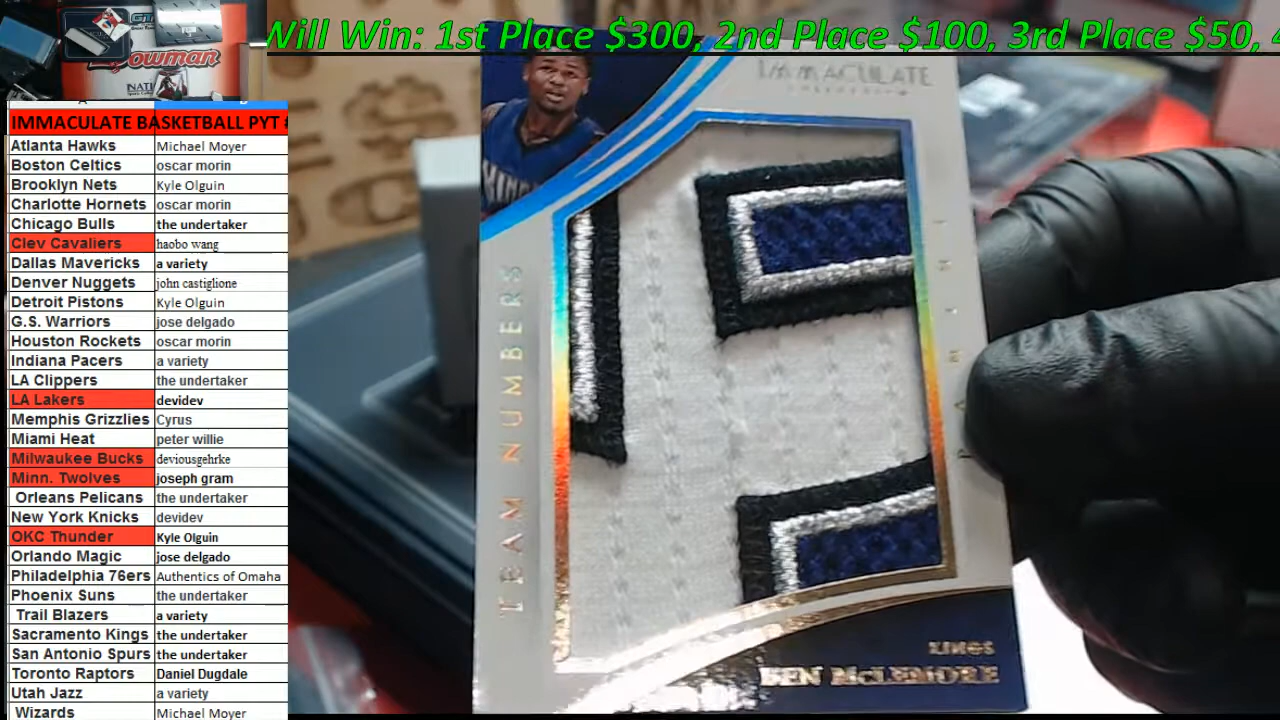 Will Win: 1st Place $300, 2nd Place $100, 3rd Place $50, 4
Bowman
IMMACULATE BASKETBALL PYT
Atlanta Hawks Michael Moyer
Boston Celtics oscar morin
Brooklyn Nets Kyle Olguin
Charlotte Hornets oscar morin
Chicago Bulls the undertaker
Clev Cavaliers haobo wang
Dallas Mavericks a variety
Denver Nuggets john castiglione
Detroit Pistons Kyle Olguin
G.S. Warriors jose delgado
Houston Rockets oscar morin
Indiana Pacers a variety
LA Clippers the undertaker
LA Lakers devidev
Memphis Grizzlies Cyrus
Miami Heat peter willie
Milwaukee Bucks deviousgehrke
Minn. Twolves joseph gram
Orleans Pelicans the undertaker
New York Knicks devidev
OKC Thunder Kyle Olguin
Orlando Magic jose delgado
Philadelphia 76ers Authentics of Omaha
Phoenix Suns the undertaker
Trail Blazers a variety
Sacramento Kings the undertaker
San Antonio Spurs the undertaker
Toronto Raptors Daniel Dugdale
Utah Jazz a variety
Wizards Michael Moyer
IMMACULATE
COLLECTION
TEAM NUMBERS
KINGS
BEN McLEMORE